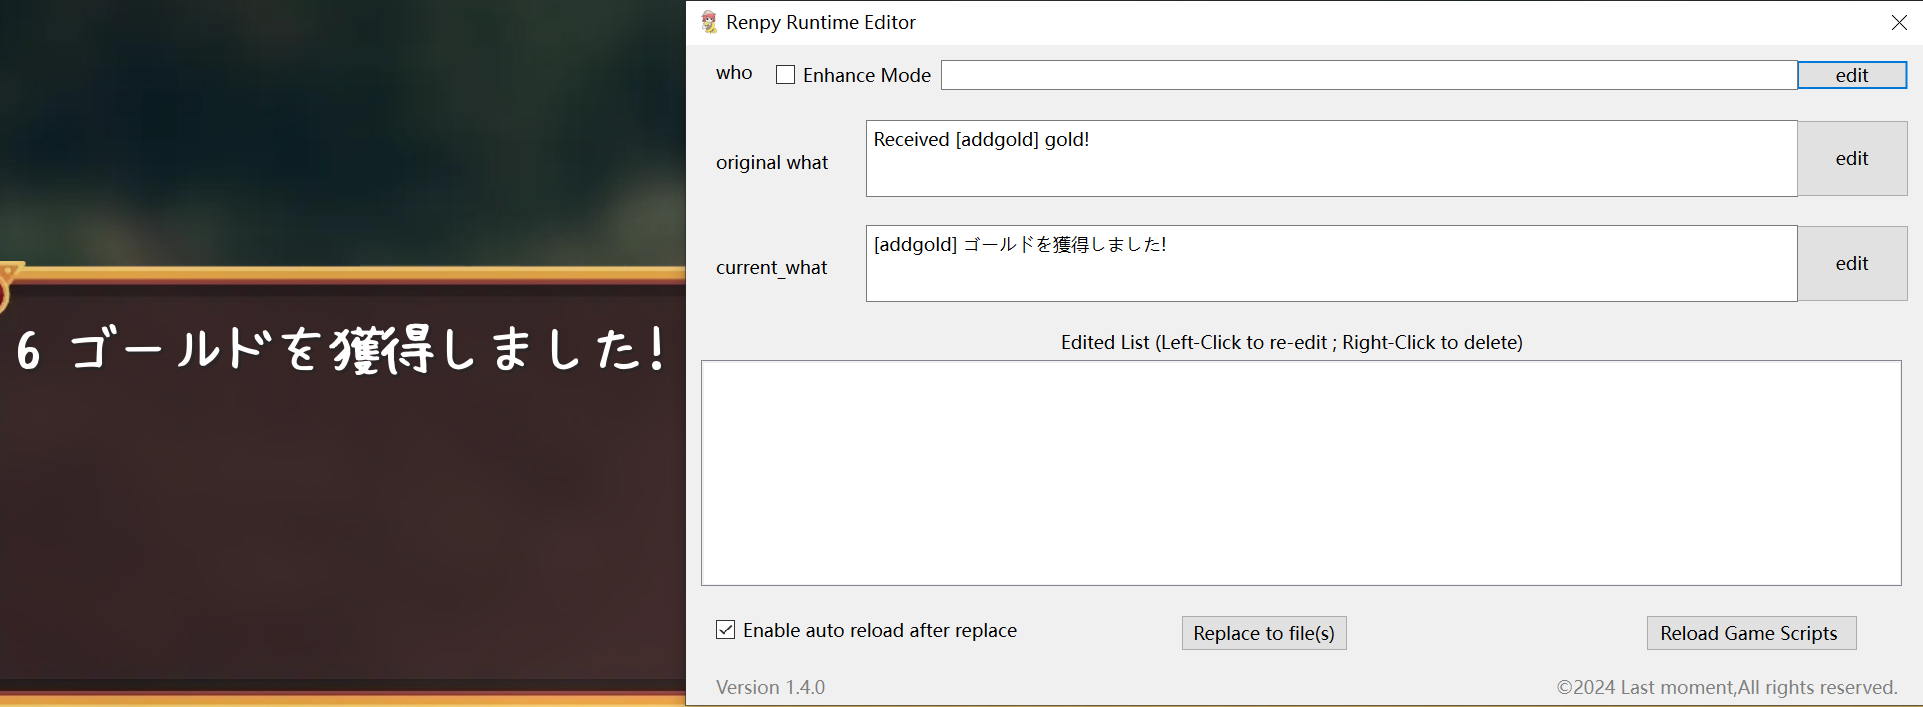 6 ゴールドを獲得しました!
Renpy Runtime Editor
who
Enhance Mode
edit
original what
Received [addgold] gold!
edit
current_what
[addgold] ゴールドを獲得しました!
edit
Edited List (Left-Click to re-edit ; Right-Click to delete)
Enable auto reload after replace
Replace to file(s)
Reload Game Scripts
Version 1.4.0
©2024 Last moment,All rights reserved.